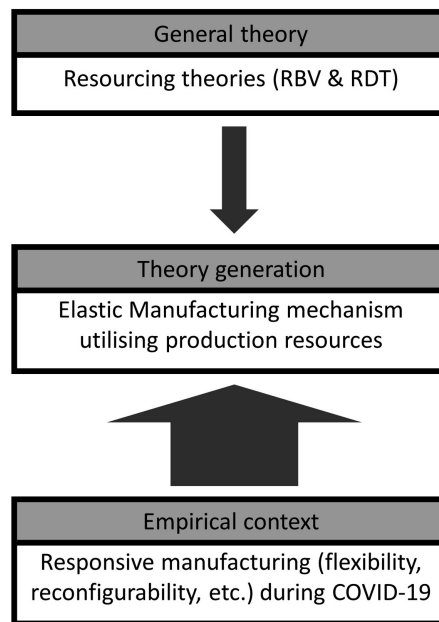 General theory
Resourcing theories (RBV & RDT)
Theory generation
Elastic Manufacturing mechanism
utilising production resources
Empirical context
Responsive manufacturing (flexibility,
reconfigurability, etc.) during COVID-19